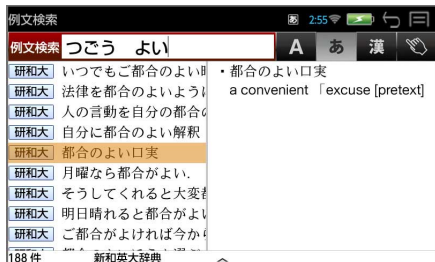 例文検索
あ 2:55
例文検索 つごう よい
A あ 漢
研和大 いつでもご都合のよい時
研和大 法律を都合のよいように
研和大 人の言動を自分の都合の
研和大 自分に都合のよい解釈
研和大 都合のよい口実
研和大 月曜なら都合がよい.
研和大 そうしてくれると大変都
研和大 明日晴れると都合がよい
研和大 ご都合がよければ今から
・都合のよい口実
a convenient 「excuse [pretext]
188 件 新和英大辞典